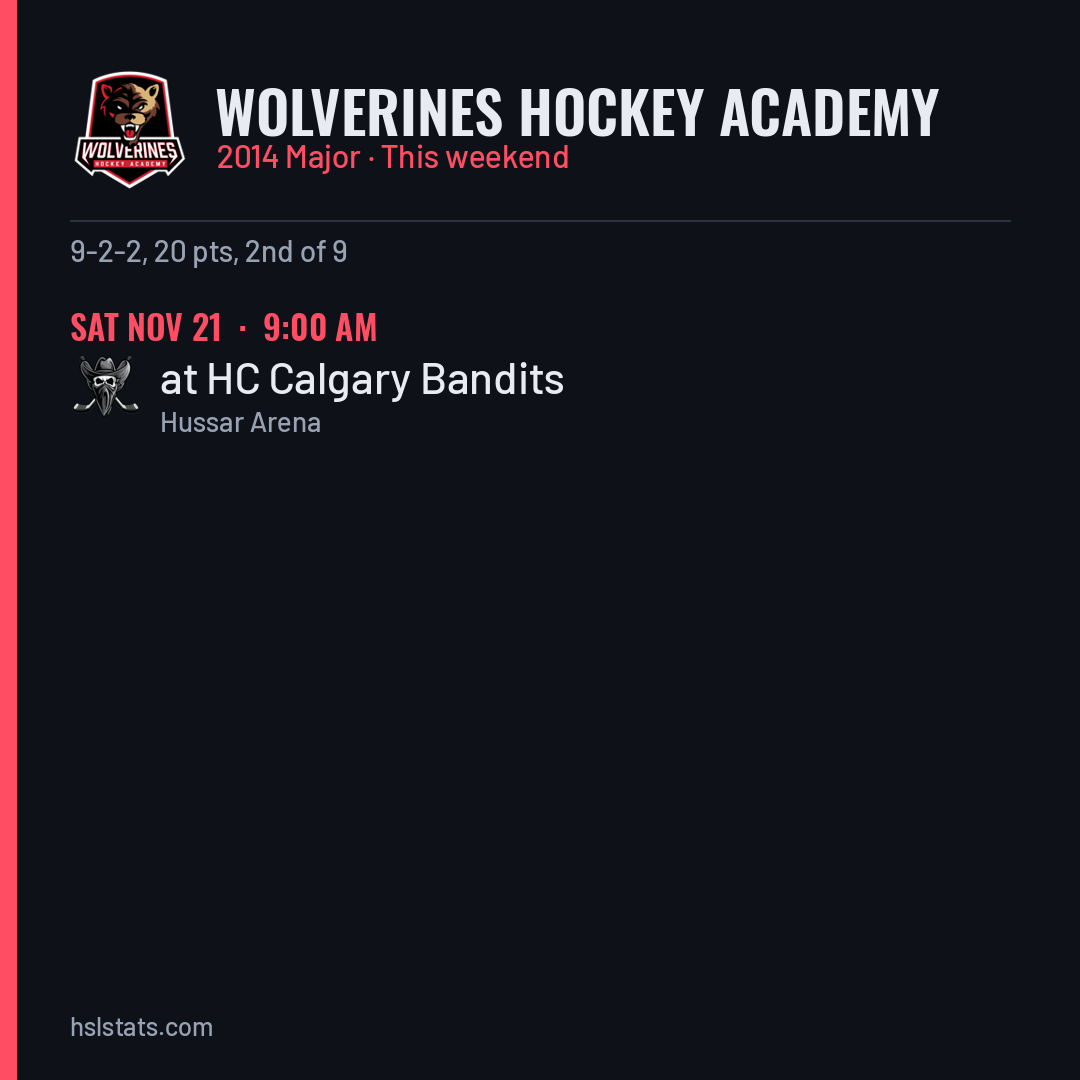 WOLVERINES
HOCKEY ACADEMY
WOLVERINES HOCKEY ACADEMY
2014 Major · This weekend
9-2-2, 20 pts, 2nd of 9
SAT NOV 21 · 9:00 AM
at HC Calgary Bandits
Hussar Arena
hslstats.com